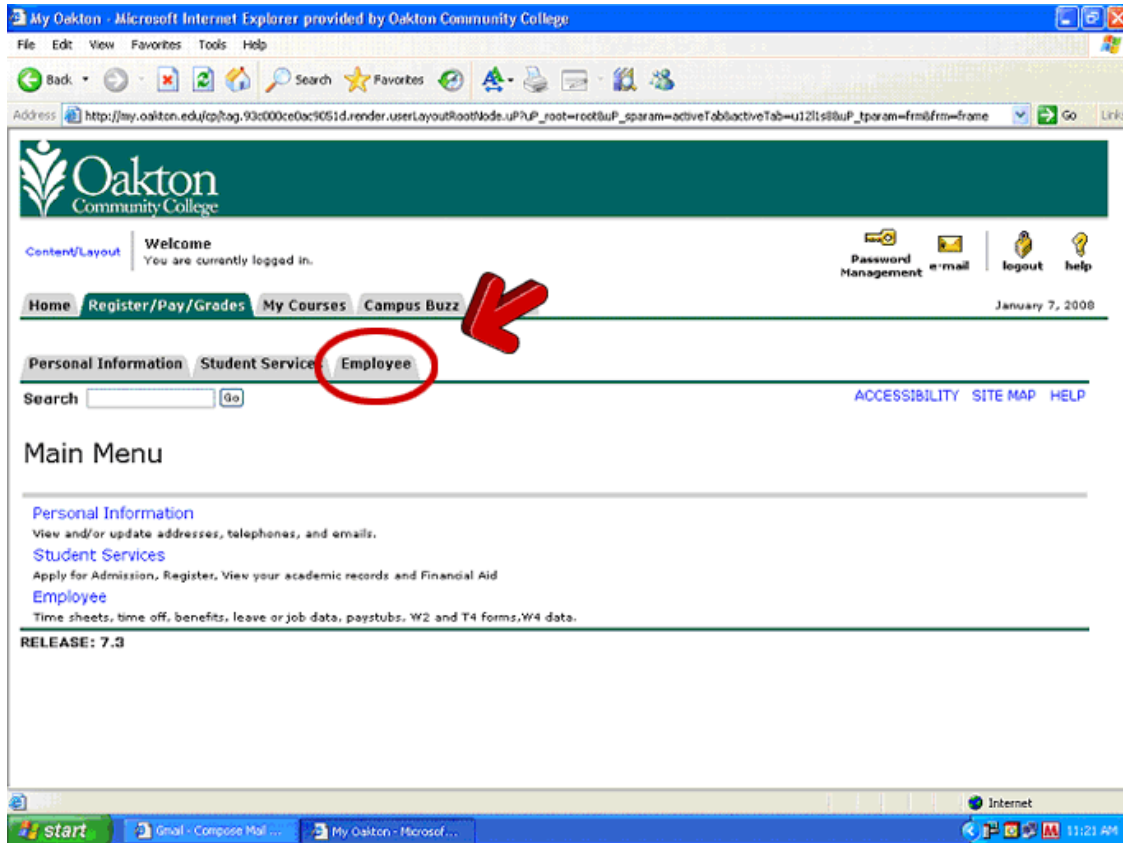 My Oakton - Microsoft Internet Explorer provided by Oakton Community College
File Edit View Favorites Tools Help
Back Search Favorites
Address http://my.oakton.edu/cp/tag.93c000ce0ac9051d.render.userLayoutRootNode.uP?uP_root=root&uP_sparam=activeTab&activeTab=u12l1s8&uP_tparam=frm&frm=frame Go Links
Oakton
Community College
Content/Layout
Welcome
You are currently logged in.
Password Management e-mail logout help
Home Register/Pay/Grades My Courses Campus Buzz
January 7, 2008
Personal Information Student Services Employee
Search Go ACCESSIBILITY SITE MAP HELP
Main Menu
Personal Information
View and/or update addresses, telephones, and emails.
Student Services
Apply for Admission, Register, View your academic records and Financial Aid
Employee
Time sheets, time off, benefits, leave or job data, paystubs, W2 and T4 forms,W4 data.
RELEASE: 7.3
Internet
start Gmail - Compose Mail ... My Oakton - Microsof... 11:21 AM